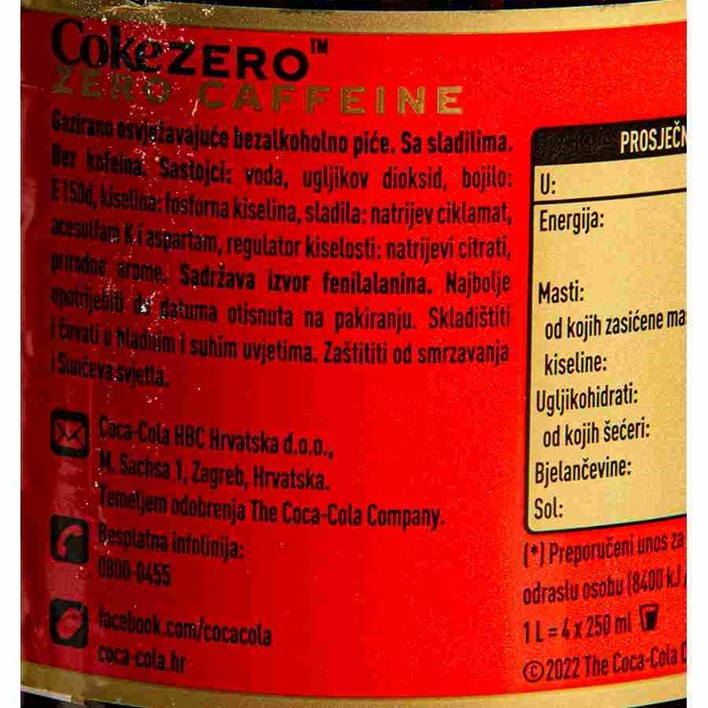 CokeZERO™
ZERO CAFFEINE
Gazirano osvježavajuće bezalkoholno piće. Sa sladilima.
Bez kofeina. Sastojci: voda, ugljikov dioksid, bojilo:
E 150d, kiselina: fosforna kiselina, sladila: natrijev ciklamat,
acesulfam K i aspartam, regulator kiselosti: natrijevi citrati,
prirodne arome. Sadržava izvor fenilalanina. Najbolje
upotrijebiti do datuma otisnuta na pakiranju. Skladištiti
i čuvati u hladnim i suhim uvjetima. Zaštititi od smrzavanja
i Sunčeva svjetla.
Coca-Cola HBC Hrvatska d.o.o.,
M. Sachsa 1, Zagreb, Hrvatska.
Temeljem odobrenja The Coca-Cola Company.
Besplatna infolinija:
0800-0455
facebook.com/cocacola
coca-cola.hr
PROSJEČN
U:
Energija:
Masti:
od kojih zasićene ma
kiseline:
Ugljikohidrati:
od kojih šećeri:
Bjelančevine:
Sol:
(*) Preporučeni unos za
odraslu osobu (8400 kJ
1 L = 4 x 250 ml
©2022 The Coca-Cola C